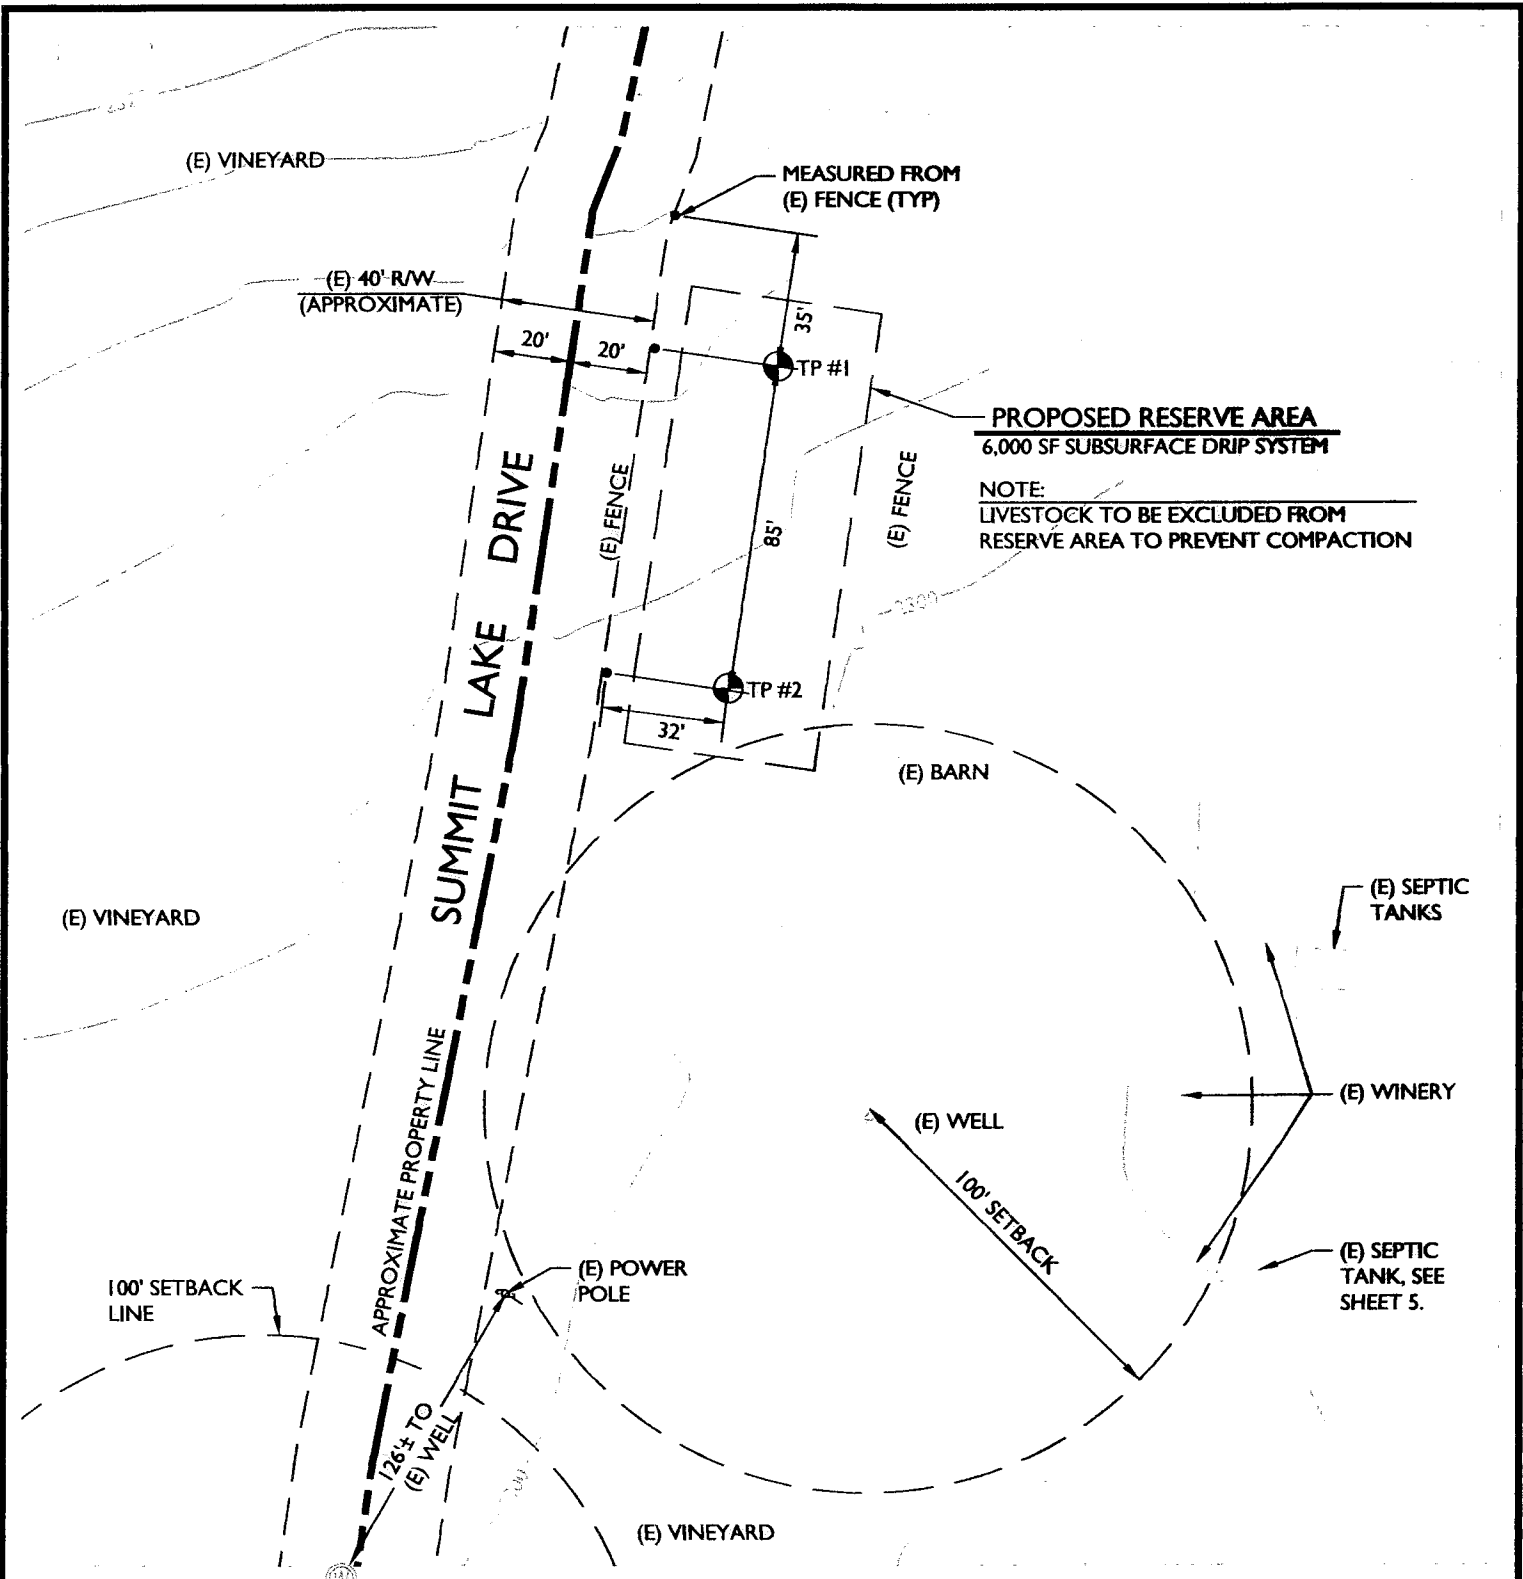 (E) VINEYARD
MEASURED FROM
(E) FENCE (TYP)
(E) 40' R/W
(APPROXIMATE)
20'
20'
35'
TP #1
PROPOSED RESERVE AREA
6,000 SF SUBSURFACE DRIP SYSTEM
NOTE:
LIVESTOCK TO BE EXCLUDED FROM
RESERVE AREA TO PREVENT COMPACTION
(E) FENCE
(E) FENCE
85'
2300
SUMMIT LAKE DRIVE
TP #2
32'
(E) BARN
(E) VINEYARD
(E) SEPTIC
TANKS
(E) WINERY
(E) WELL
100' SETBACK
APPROXIMATE PROPERTY LINE
(E) POWER
POLE
100' SETBACK
LINE
(E) SEPTIC
TANK, SEE
SHEET 5.
126'± TO
(E) WELL
(E) VINEYARD